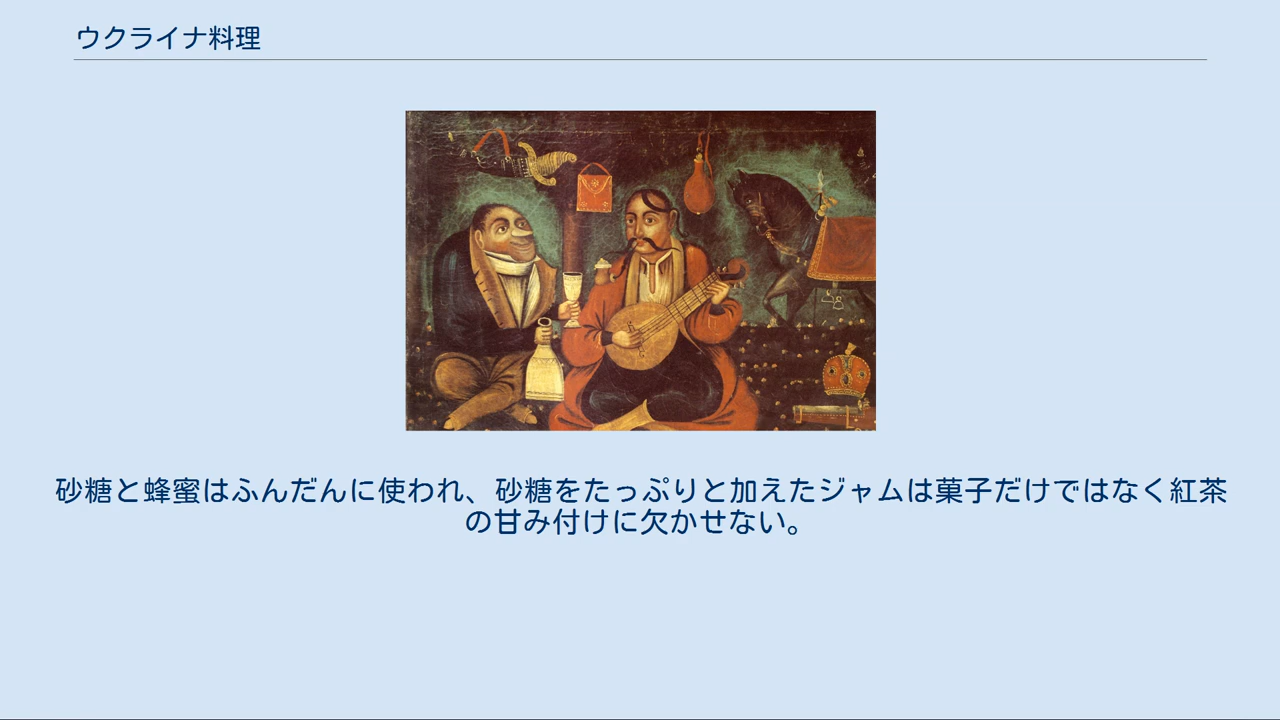 ウクライナ料理
砂糖と蜂蜜はふんだんに使われ、砂糖をたっぷりと加えたジャムは菓子だけではなく紅茶
の甘み付けに欠かせない。